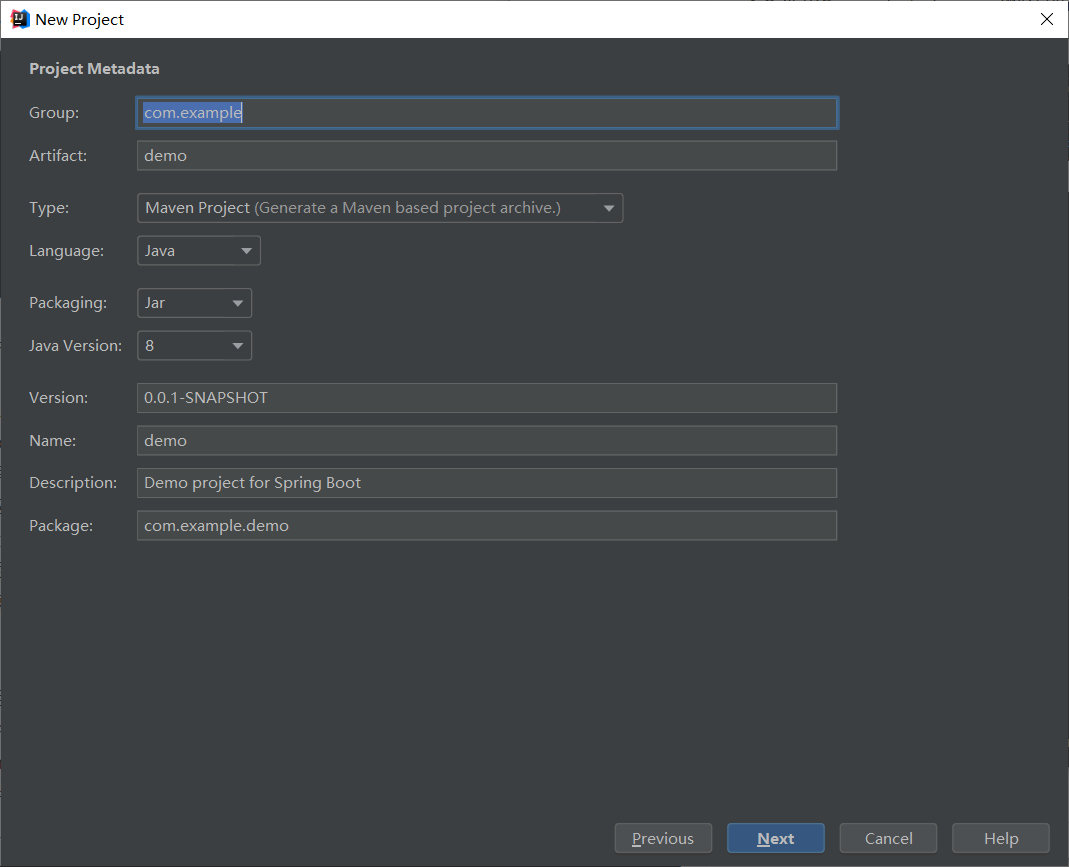 New Project
Project Metadata
Group: com.example
Artifact: demo
Type: Maven Project (Generate a Maven based project archive.)
Language: Java
Packaging: Jar
Java Version: 8
Version: 0.0.1-SNAPSHOT
Name: demo
Description: Demo project for Spring Boot
Package: com.example.demo
Previous Next Cancel Help